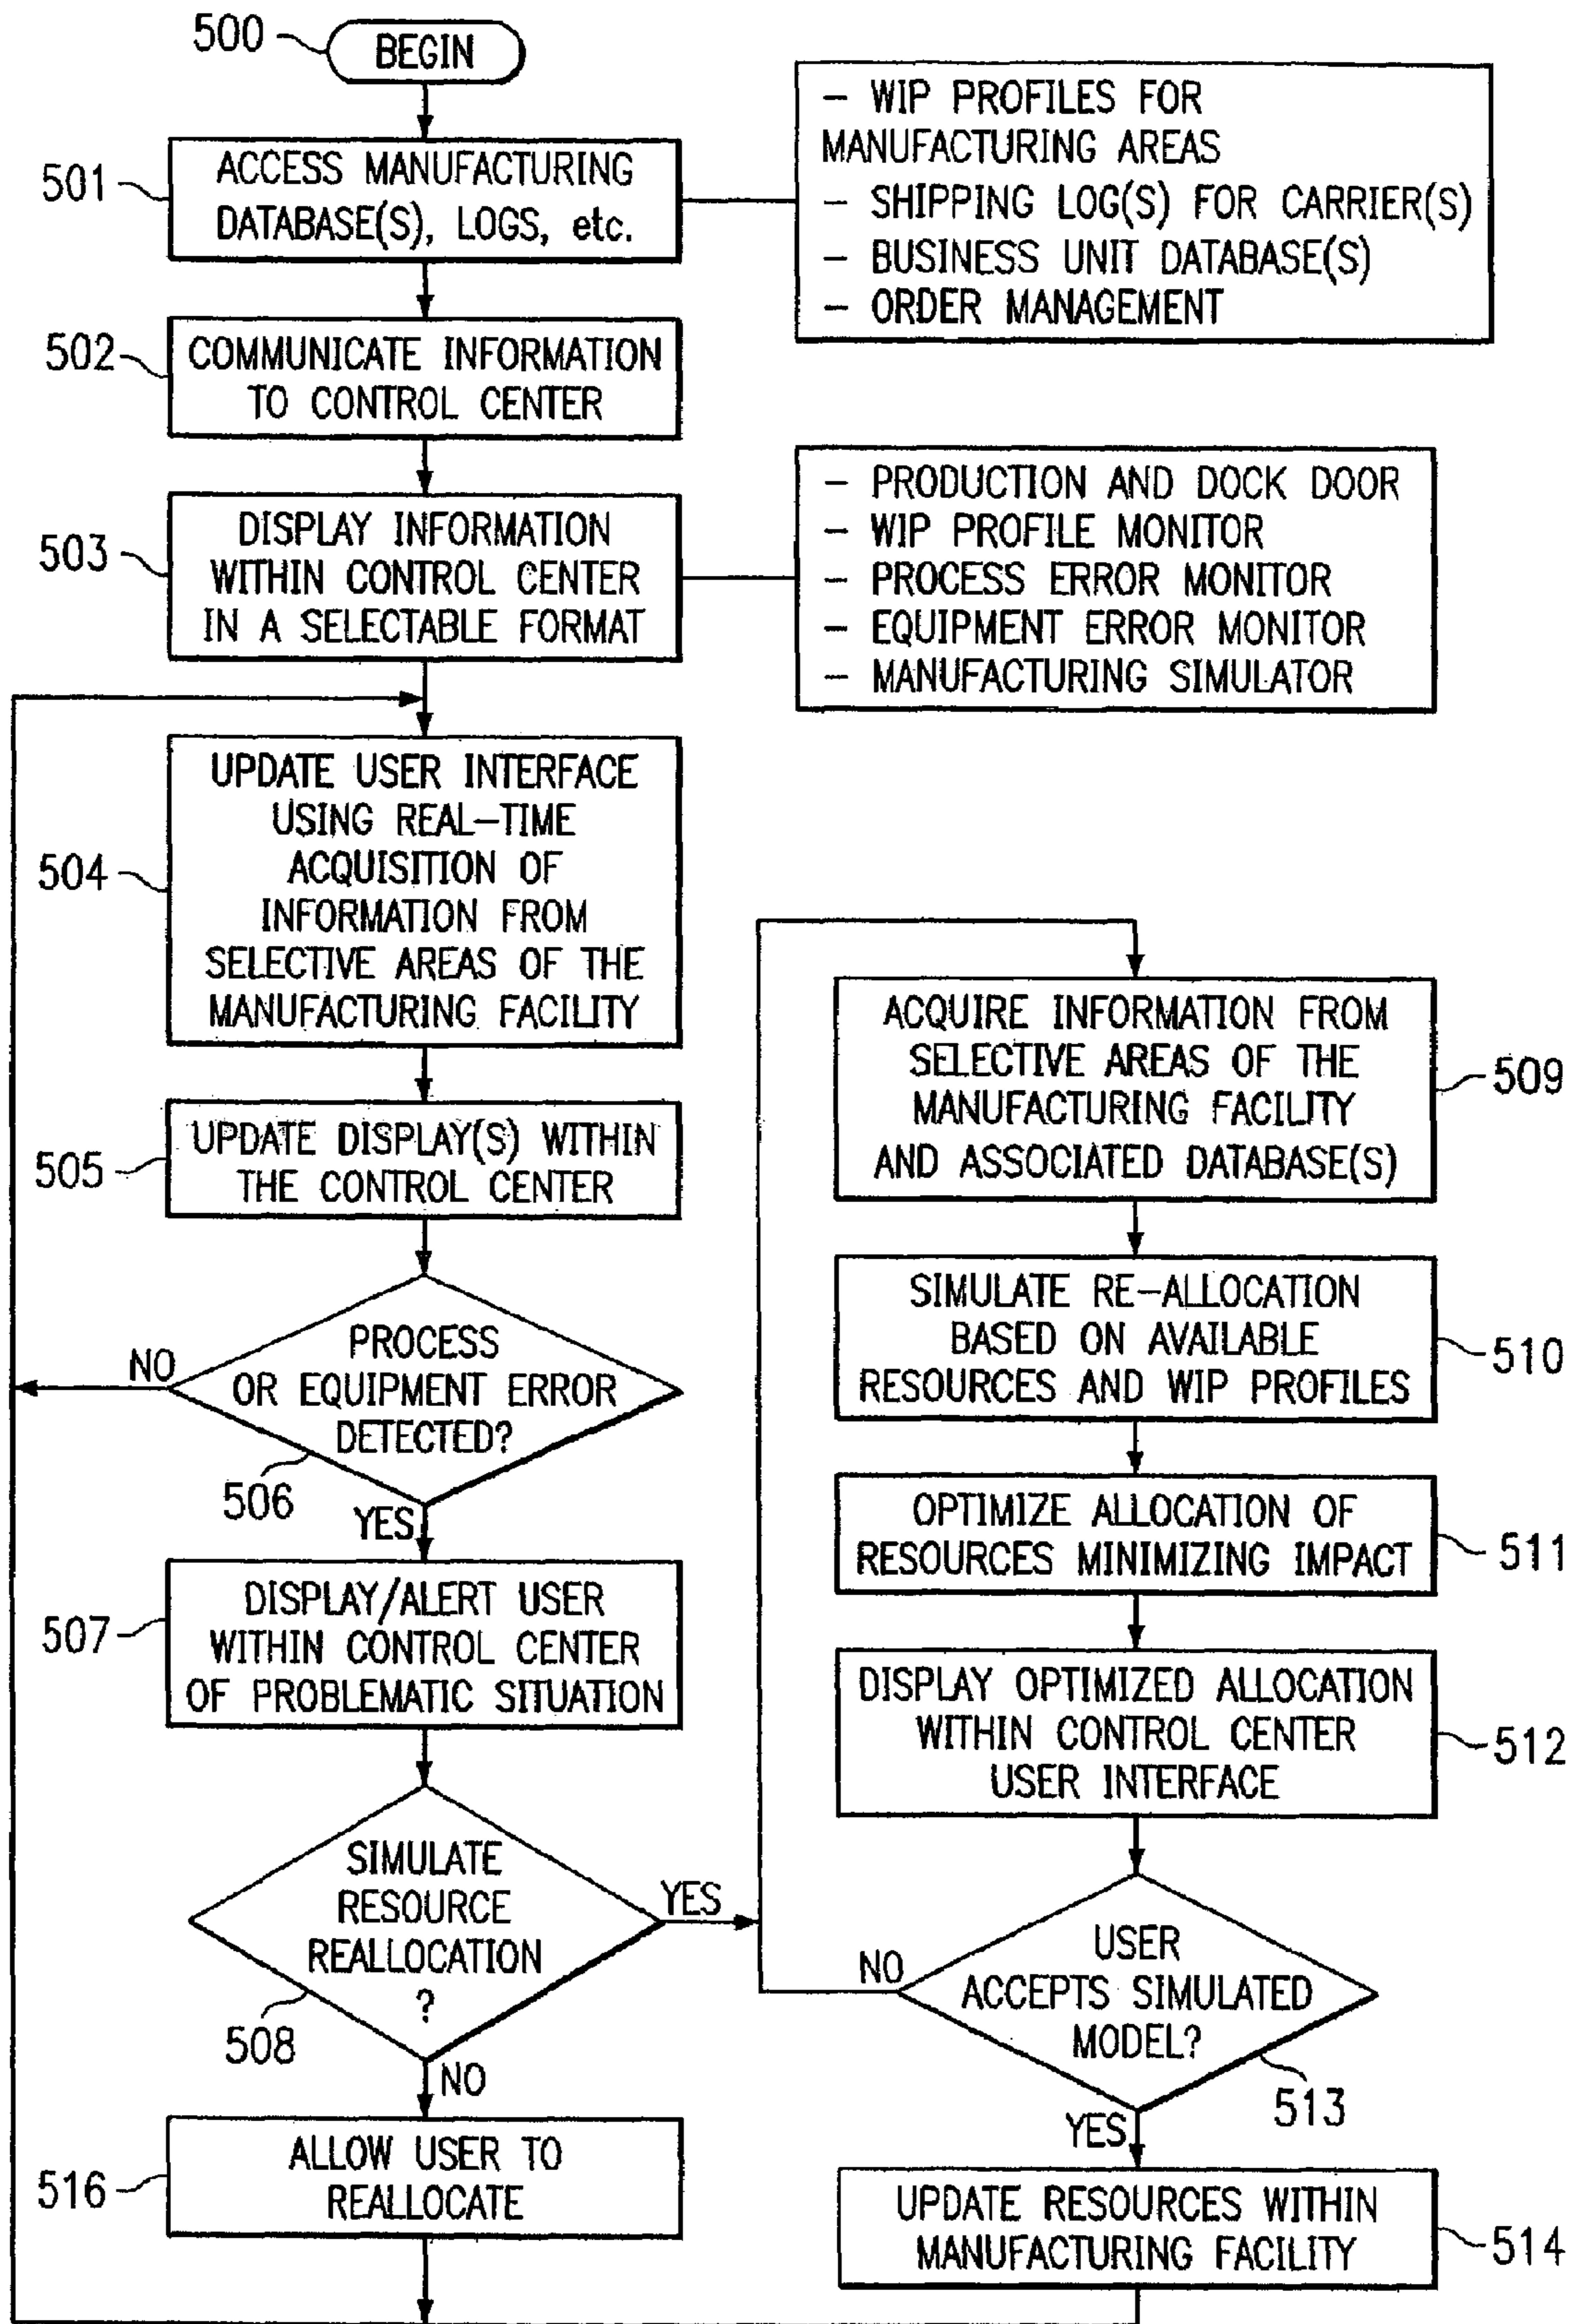 500
BEGIN
501
ACCESS MANUFACTURING
DATABASE(S), LOGS, etc.
– WIP PROFILES FOR
MANUFACTURING AREAS
– SHIPPING LOG(S) FOR CARRIER(S)
– BUSINESS UNIT DATABASE(S)
– ORDER MANAGEMENT
502
COMMUNICATE INFORMATION
TO CONTROL CENTER
503
DISPLAY INFORMATION
WITHIN CONTROL CENTER
IN A SELECTABLE FORMAT
– PRODUCTION AND DOCK DOOR
– WIP PROFILE MONITOR
– PROCESS ERROR MONITOR
– EQUIPMENT ERROR MONITOR
– MANUFACTURING SIMULATOR
504
UPDATE USER INTERFACE
USING REAL-TIME
ACQUISITION OF
INFORMATION FROM
SELECTIVE AREAS OF THE
MANUFACTURING FACILITY
505
UPDATE DISPLAY(S) WITHIN
THE CONTROL CENTER
NO
PROCESS
OR EQUIPMENT ERROR
DETECTED?
506
YES
507
DISPLAY/ALERT USER
WITHIN CONTROL CENTER
OF PROBLEMATIC SITUATION
SIMULATE
RESOURCE
REALLOCATION
?
YES
508
NO
516
ALLOW USER TO
REALLOCATE
ACQUIRE INFORMATION FROM
SELECTIVE AREAS OF THE
MANUFACTURING FACILITY
AND ASSOCIATED DATABASE(S)
509
SIMULATE RE-ALLOCATION
BASED ON AVAILABLE
RESOURCES AND WIP PROFILES
510
OPTIMIZE ALLOCATION OF
RESOURCES MINIMIZING IMPACT
511
DISPLAY OPTIMIZED ALLOCATION
WITHIN CONTROL CENTER
USER INTERFACE
512
NO
USER
ACCEPTS SIMULATED
MODEL?
513
YES
UPDATE RESOURCES WITHIN
MANUFACTURING FACILITY
514